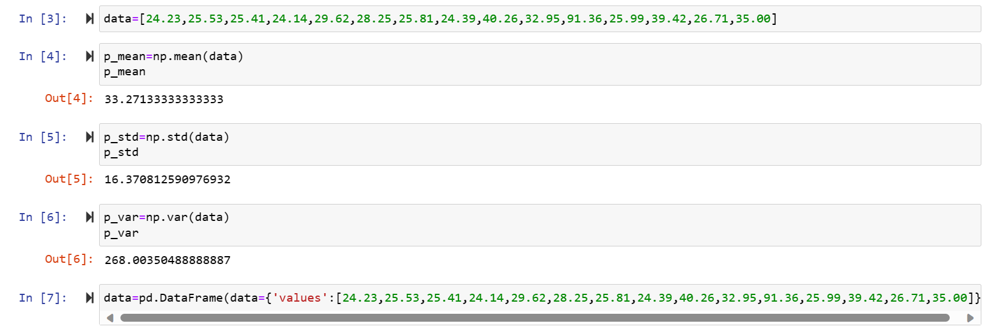 In [3]: data=[24.23,25.53,25.41,24.14,29.62,28.25,25.81,24.39,40.26,32.95,91.36,25.99,39.42,26.71,35.00]
In [4]: p_mean=np.mean(data)
p_mean
Out[4]: 33.27133333333333
In [5]: p_std=np.std(data)
p_std
Out[5]: 16.370812590976932
In [6]: p_var=np.var(data)
p_var
Out[6]: 268.00350488888887
In [7]: data=pd.DataFrame(data={'values':[24.23,25.53,25.41,24.14,29.62,28.25,25.81,24.39,40.26,32.95,91.36,25.99,39.42,26.71,35.00]}